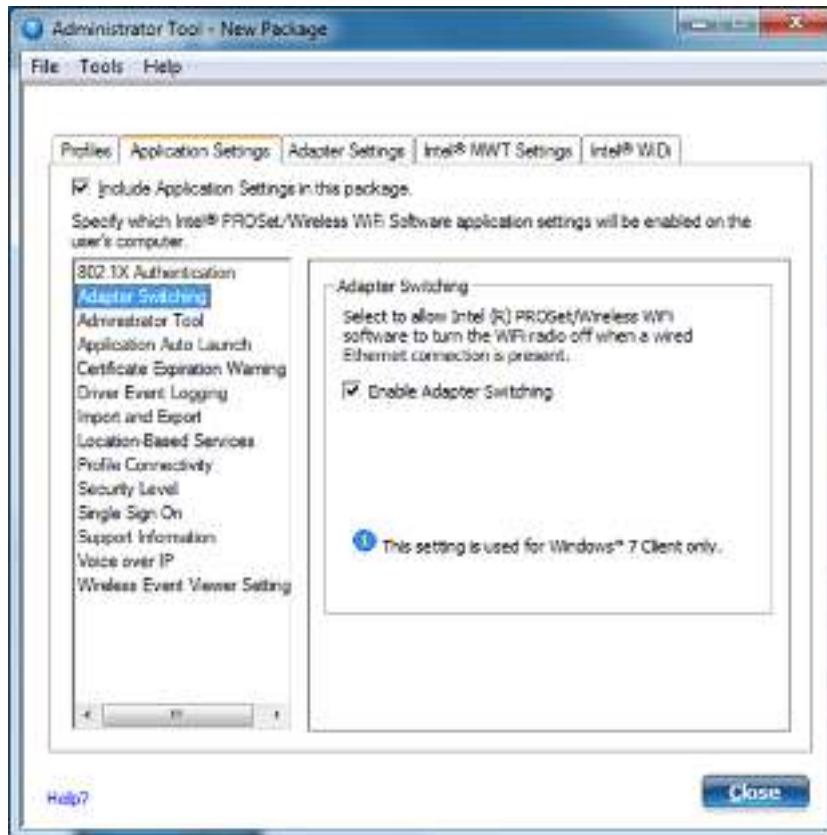 Administrator Tool - New Package
File Tools Help
Profiles Application Settings Adapter Settings Intel® MWT Settings Intel® WiDi
Include Application Settings in this package.
Specify which Intel® PROSet/Wireless WiFi Software application settings will be enabled on the
user's computer.
802.1X Authentication
Adapter Switching
Administrator Tool
Application Auto Launch
Certificate Expiration Warning
Driver Event Logging
Import and Export
Location-Based Services
Profile Connectivity
Security Level
Single Sign On
Support Information
Voice over IP
Wireless Event Viewer Setting
Adapter Switching
Select to allow Intel (R) PROSet/Wireless WiFi
software to turn the WiFi radio off when a wired
Ethernet connection is present.
Enable Adapter Switching
This setting is used for Windows* 7 Client only.
Help?
Close